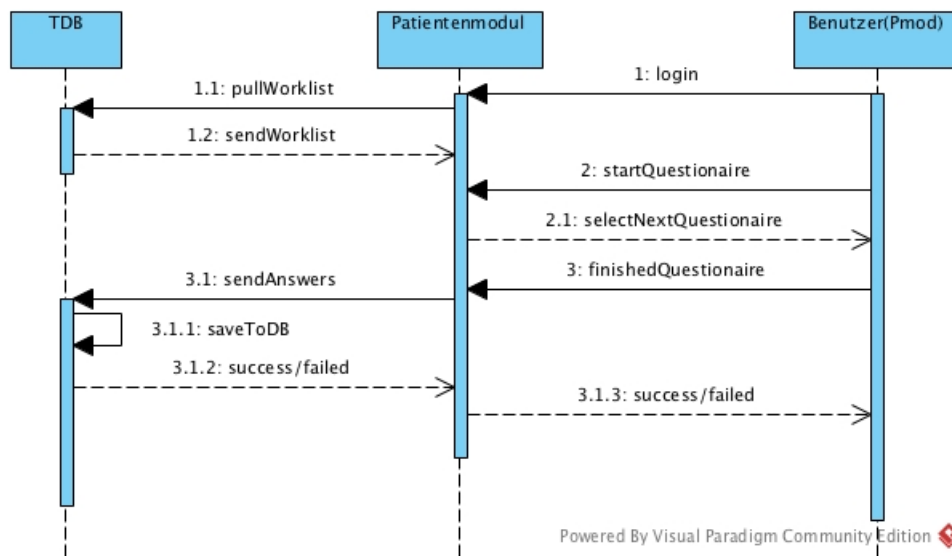 TDB
Patientenmodul
Benutzer(Pmod)
1: login
1.1: pullWorklist
1.2: sendWorklist
2: startQuestionaire
2.1: selectNextQuestionaire
3: finishedQuestionaire
3.1: sendAnswers
3.1.1: saveToDB
3.1.2: success/failed
3.1.3: success/failed
Powered By Visual Paradigm Community Edition